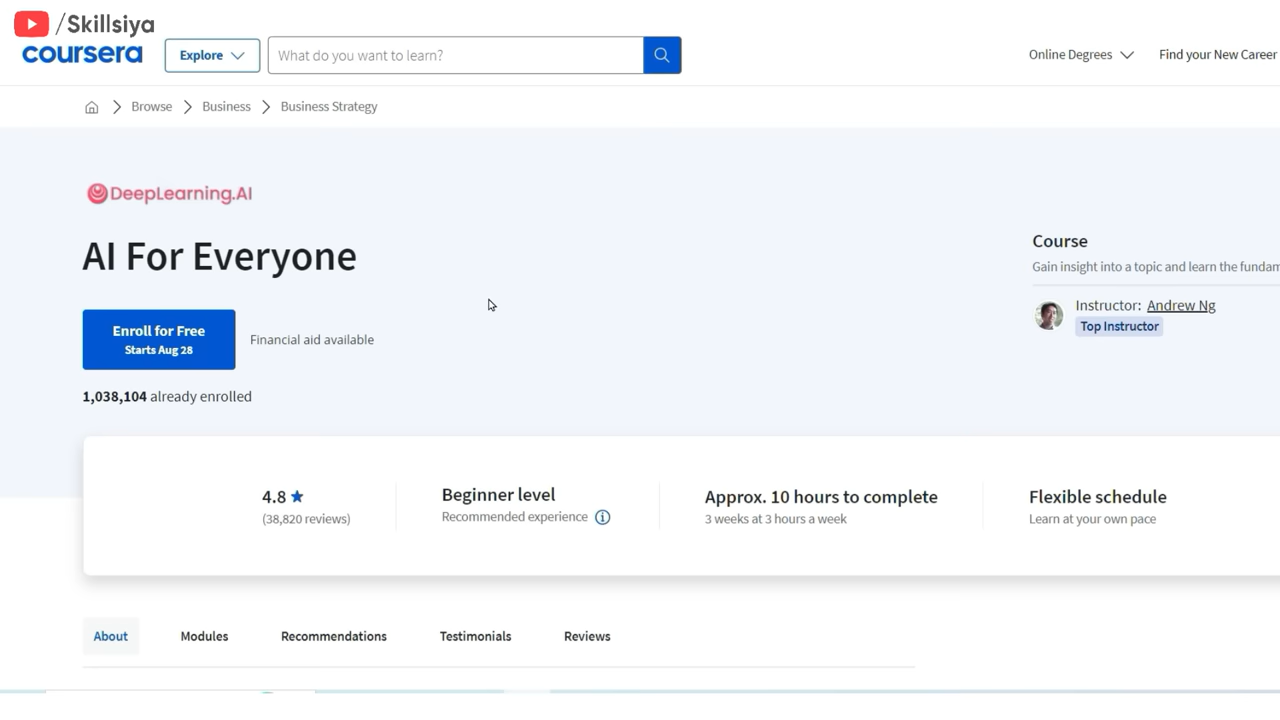 /Skillsiya
coursera
Explore
What do you want to learn?
Online Degrees
Find your New Career
Browse
Business
Business Strategy
DeepLearning.AI
AI For Everyone
Enroll for Free
Starts Aug 28
Financial aid available
1,038,104 already enrolled
Course
Gain insight into a topic and learn the fundam
Instructor: Andrew Ng
Top Instructor
4.8
(38,820 reviews)
Beginner level
Recommended experience
Approx. 10 hours to complete
3 weeks at 3 hours a week
Flexible schedule
Learn at your own pace
About
Modules
Recommendations
Testimonials
Reviews